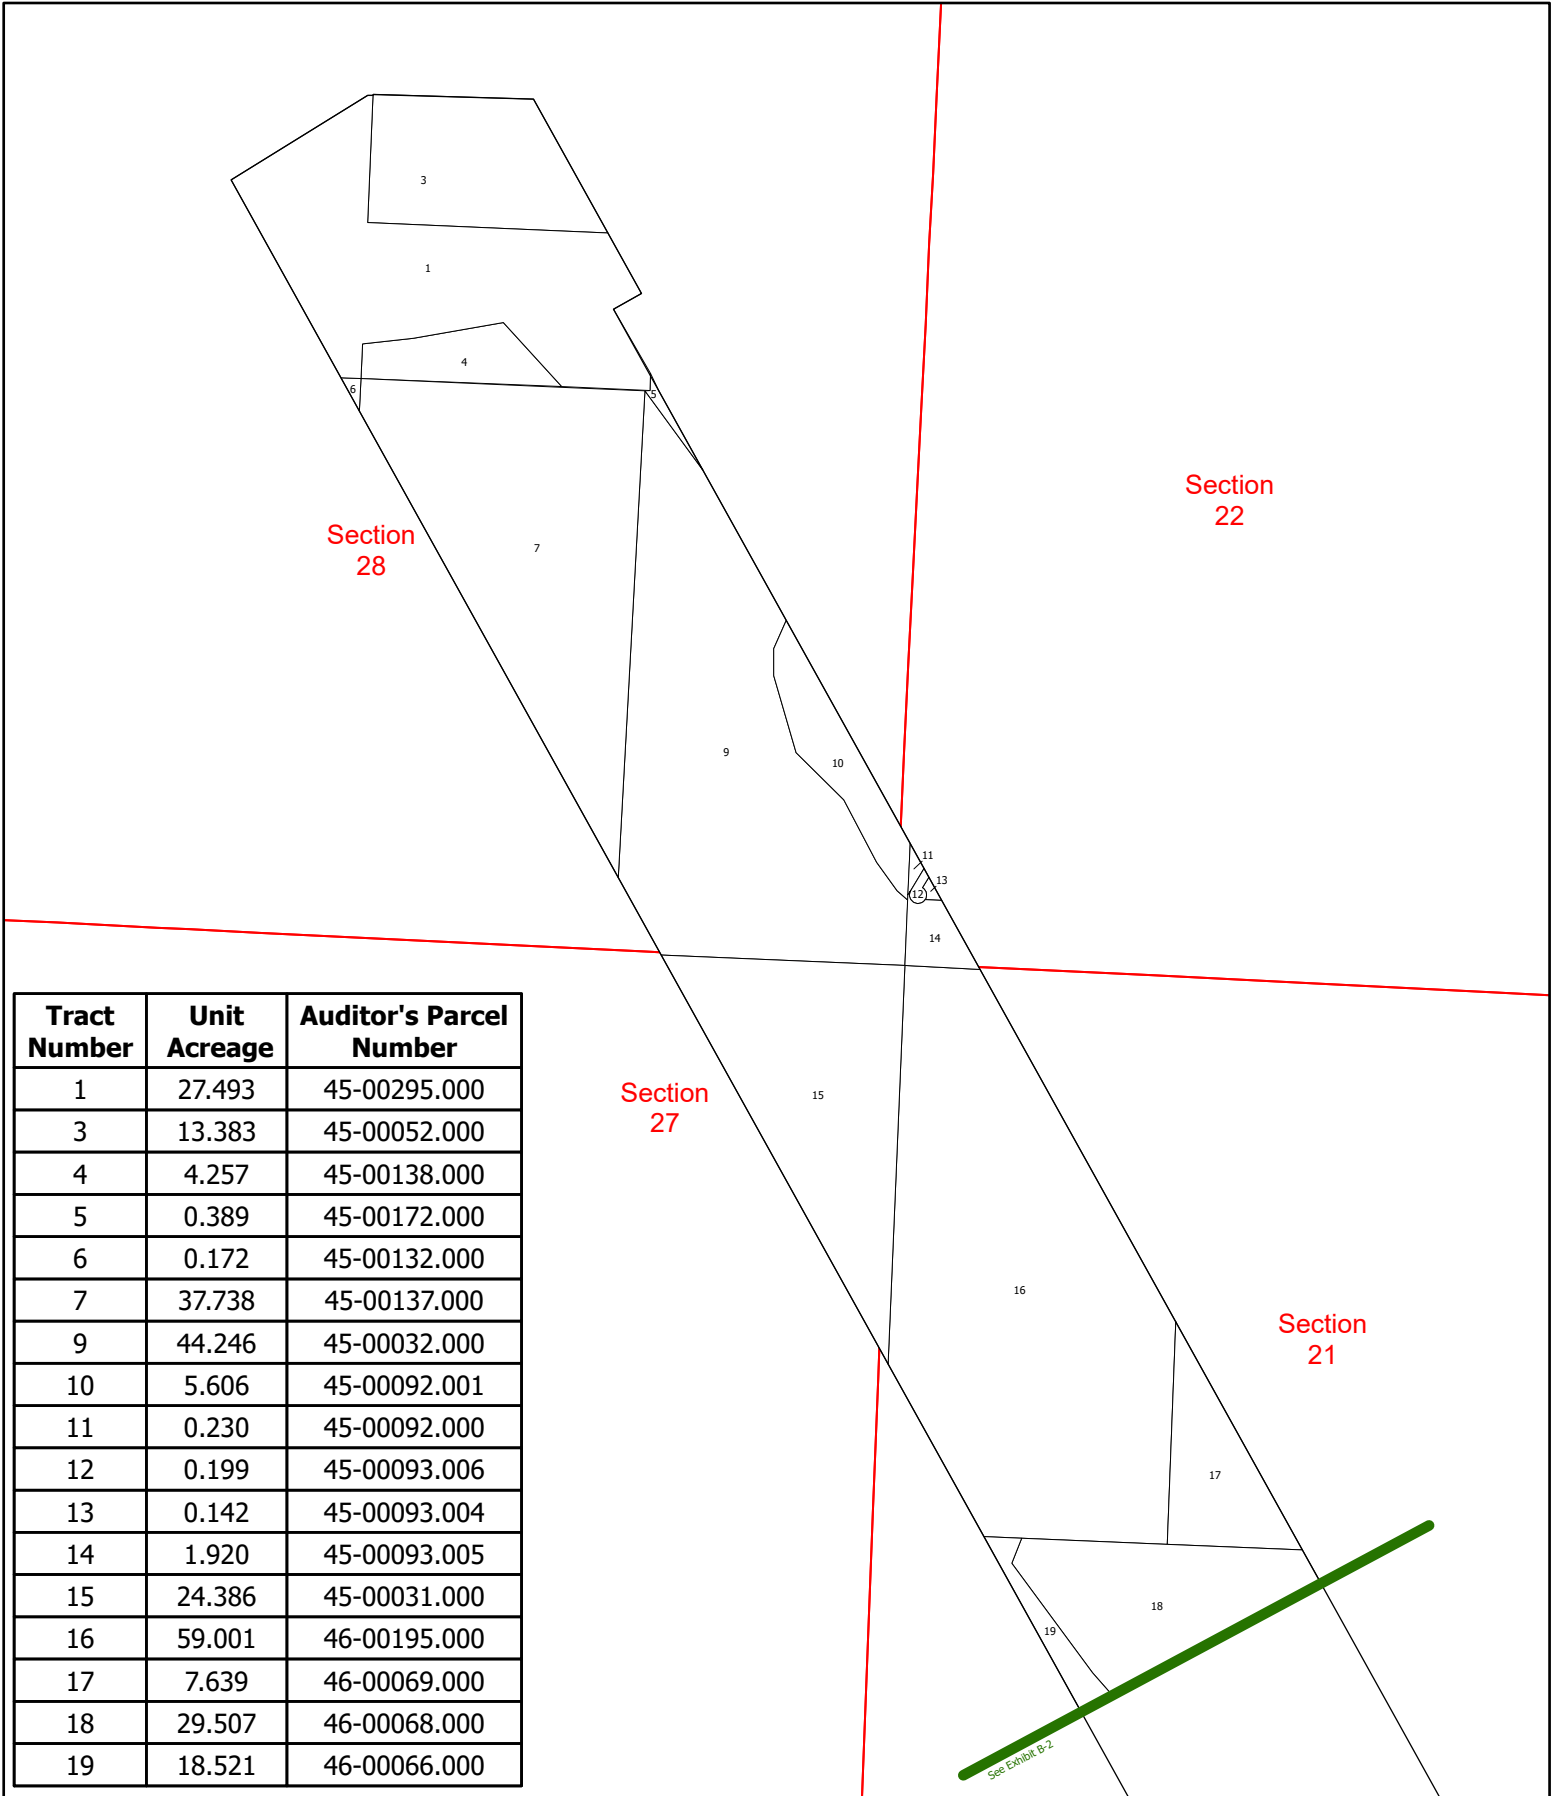 3
1
4
6
5
Section
22
Section
28
7
9
10
11
13
12
14
Tract
Number
Unit
Acreage
Auditor's Parcel
Number
1 27.493 45-00295.000
3 13.383 45-00052.000
4 4.257 45-00138.000
5 0.389 45-00172.000
6 0.172 45-00132.000
7 37.738 45-00137.000
9 44.246 45-00032.000
10 5.606 45-00092.001
11 0.230 45-00092.000
12 0.199 45-00093.006
13 0.142 45-00093.004
14 1.920 45-00093.005
15 24.386 45-00031.000
16 59.001 46-00195.000
17 7.639 46-00069.000
18 29.507 46-00068.000
19 18.521 46-00066.000
Section
27
15
16
Section
21
17
18
19
See Exhibit B-2